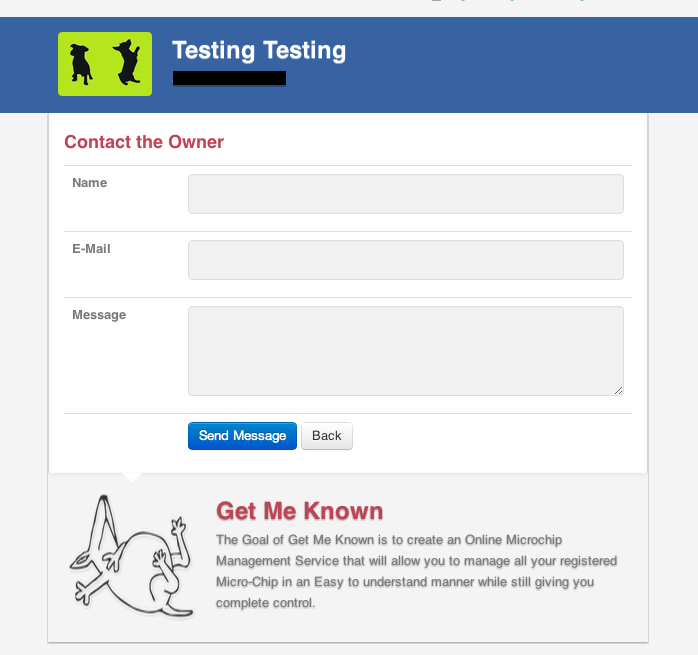 Testing Testing
Contact the Owner
Name
E-Mail
Message
Send Message Back
Get Me Known
The Goal of Get Me Known is to create an Online Microchip
Management Service that will allow you to manage all your registered
Micro-Chip in an Easy to understand manner while still giving you
complete control.